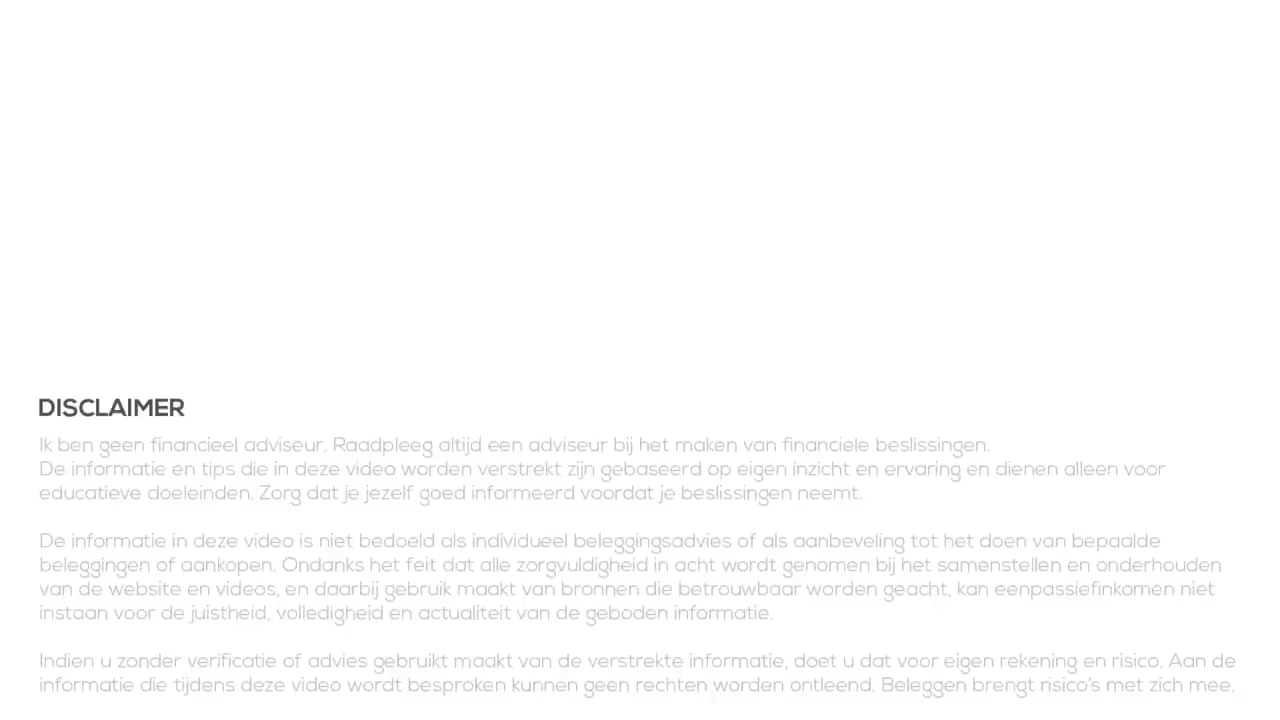 DISCLAIMER
Ik ben geen financieel adviseur. Raadpleeg altijd een adviseur bij het maken van financiele beslissingen.
De informatie en tips die in deze video worden verstrekt zijn gebaseerd op eigen inzicht en ervaring en dienen alleen voor
educatieve doeleinden. Zorg dat je jezelf goed informeerd voordat je beslissingen neemt.
De informatie in deze video is niet bedoeld als individueel beleggingsadvies of als aanbeveling tot het doen van bepaalde
beleggingen of aankopen. Ondanks het feit dat alle zorgvuldigheid in acht wordt genomen bij het samenstellen en onderhouden
van de website en videos, en daarbij gebruik maakt van bronnen die betrouwbaar worden geacht, kan eenpassiefinkomen niet
instaan voor de juistheid, volledigheid en actualiteit van de geboden informatie.
Indien u zonder verificatie of advies gebruikt maakt van de verstrekte informatie, doet u dat voor eigen rekening en risico. Aan de
informatie die tijdens deze video wordt besproken kunnen geen rechten worden ontleend. Beleggen brengt risico's met zich mee.